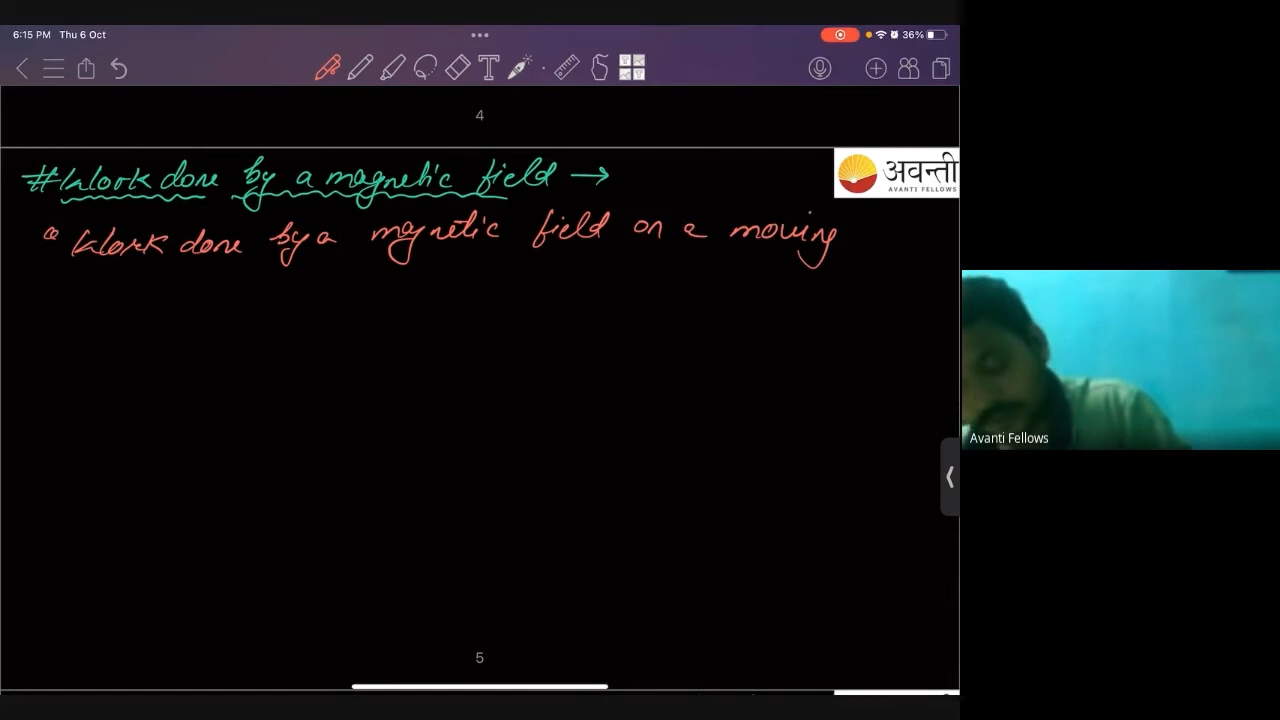 6:15 PM Thu 6 Oct
36%
4
#Work done by a magnetic field →
अवन्ती
AVANTI FELLOWS
" Work done by a magnetic field on a moving
Avanti Fellows
5